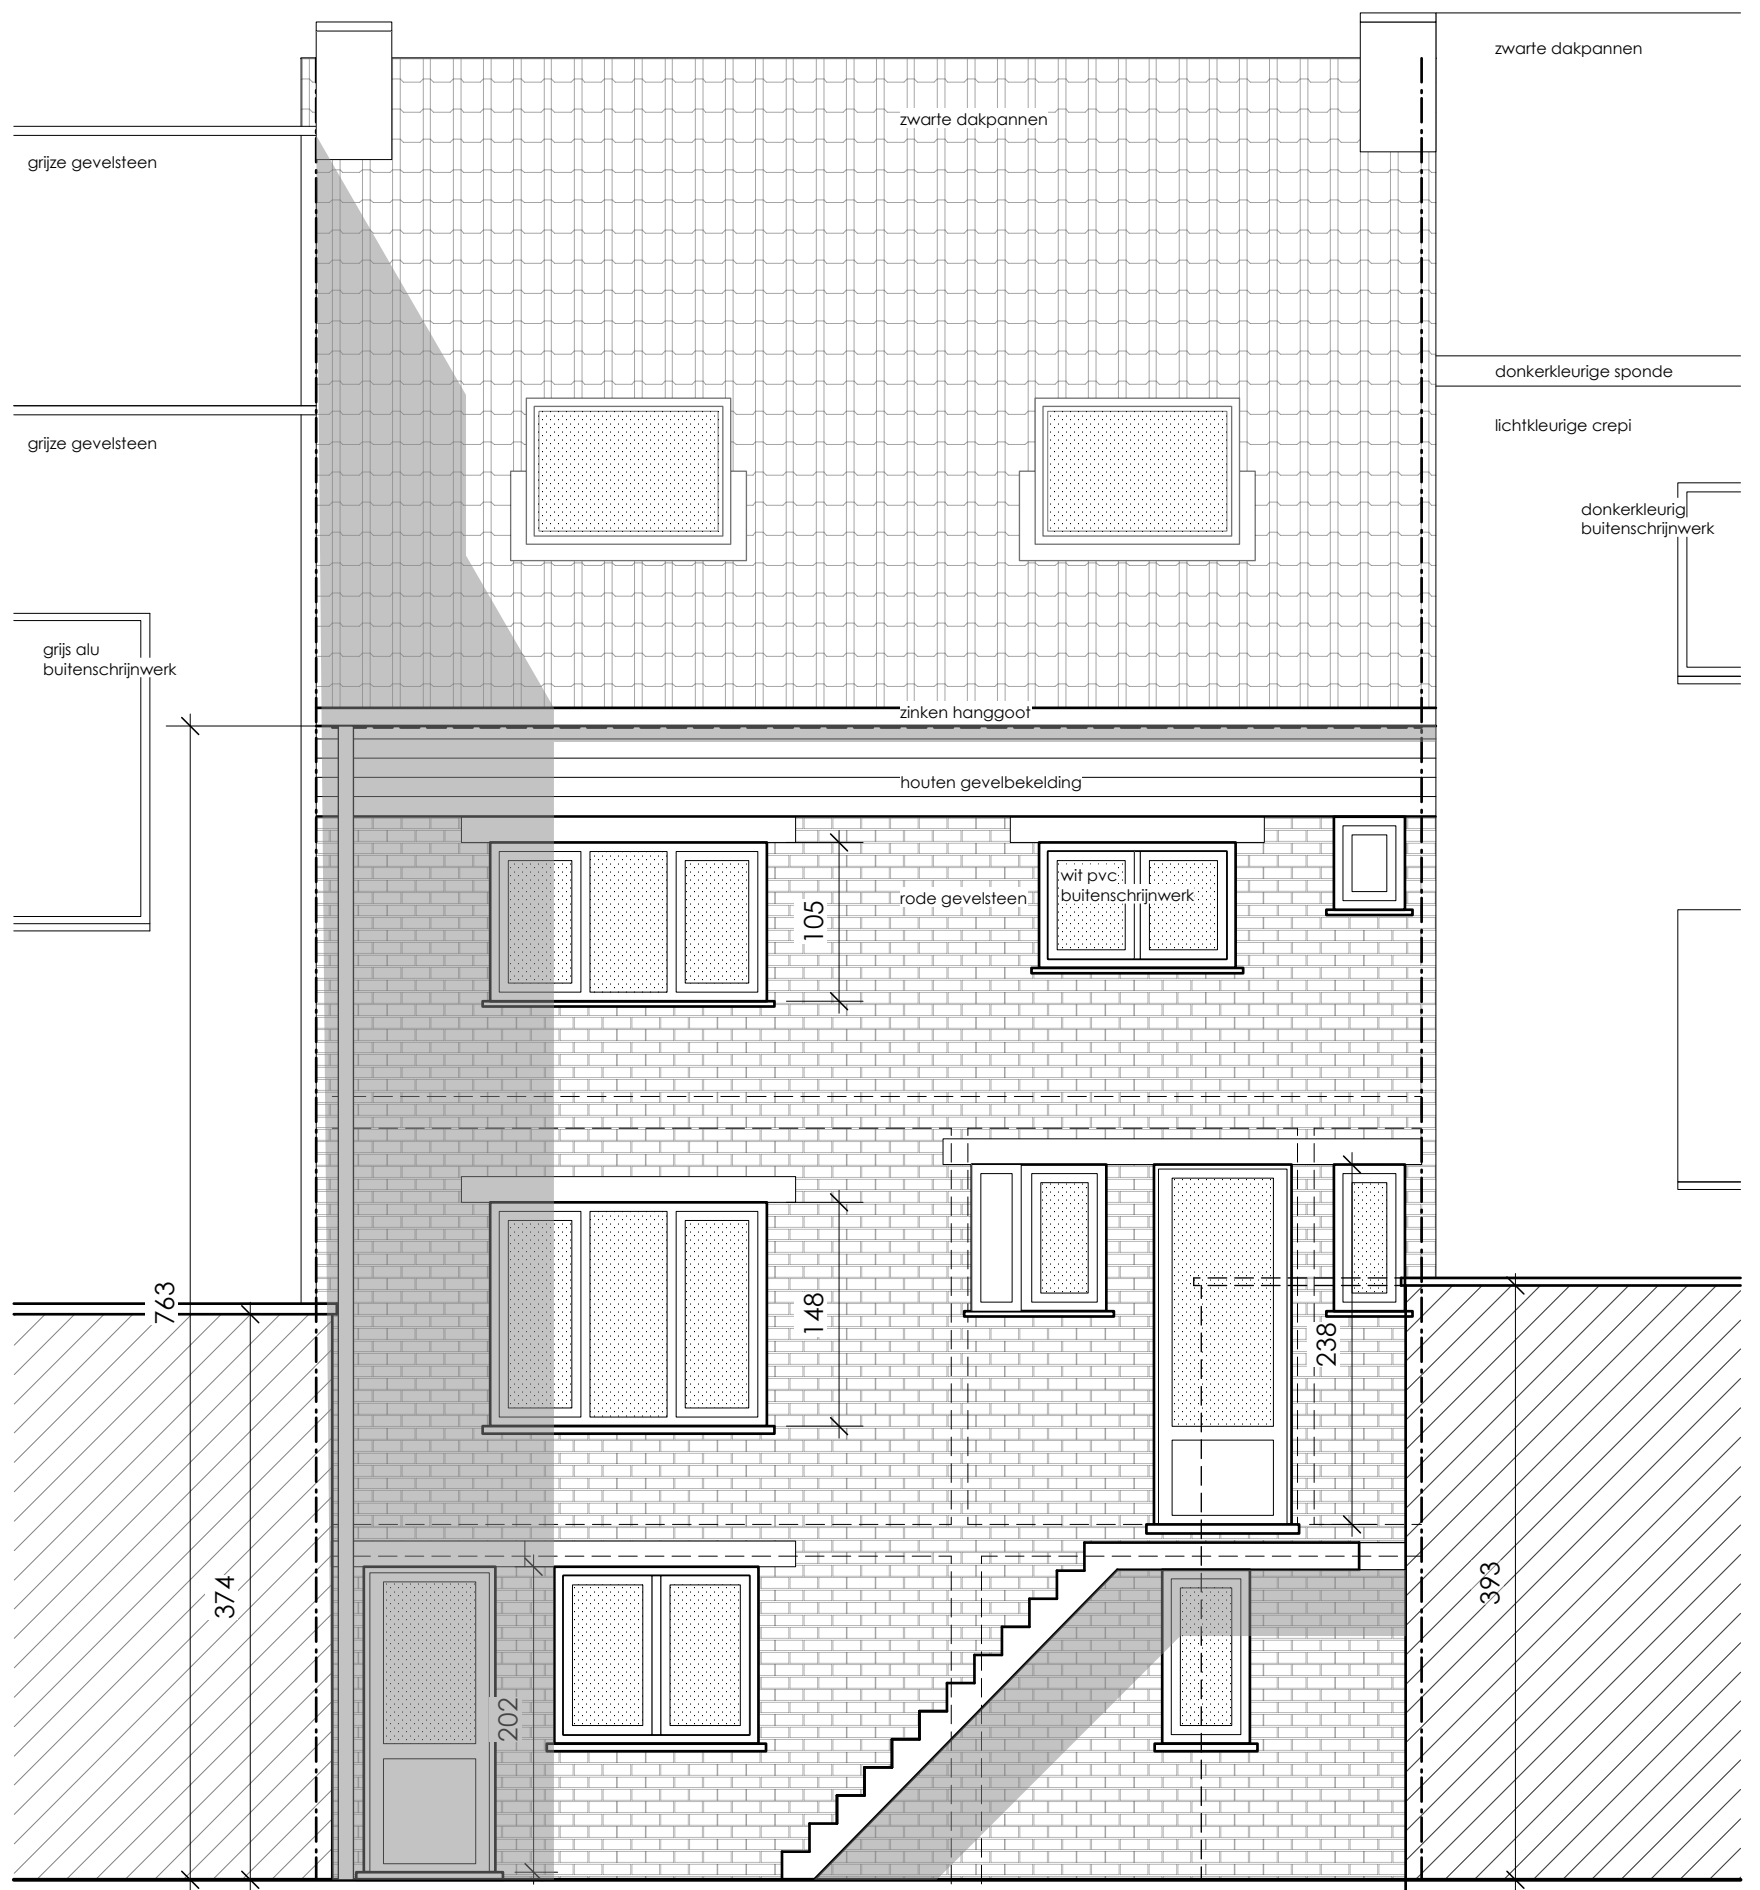 zwarte dakpannen
zwarte dakpannen
grijze gevelsteen
donkerkleurige sponde
lichtkleurige crepi
grijze gevelsteen
donkerkleurig
buitenschrijnwerk
grijs alu
buitenschrijnwerk
zinken hanggoot
houten gevelbekelding
wit pvc
buitenschrijnwerk
rode gevelsteen
105
763
148
238
374
393
202